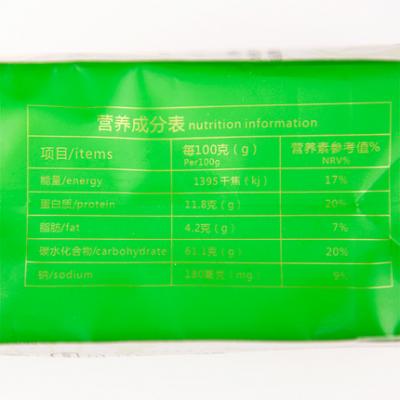 营养成分表 nutrition information
项目/items 每100克(g) Per100g 营养素参考值% NRV%
能量/energy 1395千焦(kj) 17%
蛋白质/protein 11.8克(g) 20%
脂肪/fat 4.2克(g) 7%
碳水化合物/carbohydrate 61.1克(g) 20%
钠/sodium 180毫克(mg) 9%